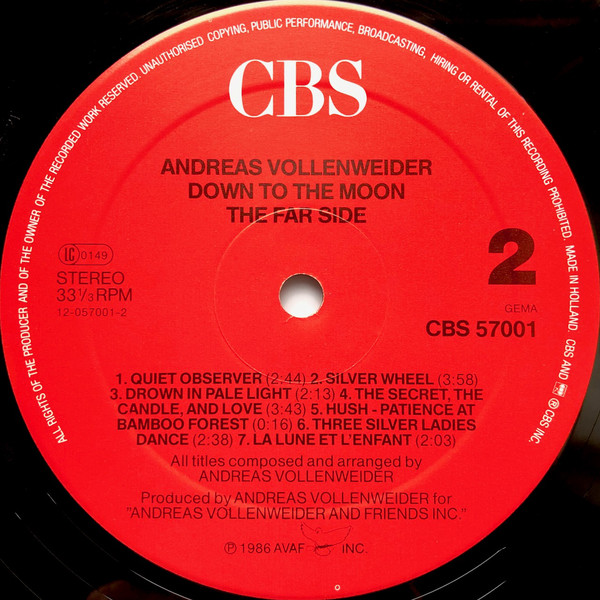 ALL RIGHTS OF THE PRODUCER AND OF THE OWNER OF THE RECORDED WORK RESERVED. UNAUTHORISED COPYING, PUBLIC PERFORMANCE, BROADCASTING, HIRING OR RENTAL OF THIS RECORDING PROHIBITED. MADE IN HOLLAND. CBS AND ℗ CBS INC.
CBS
ANDREAS VOLLENWEIDER
DOWN TO THE MOON
THE FAR SIDE
LC 0149
STEREO
33 1/3 RPM
12-057001-2
2
GEMA
CBS 57001
1. QUIET OBSERVER (2:44) 2. SILVER WHEEL (3:58)
3. DROWN IN PALE LIGHT (2:13) 4. THE SECRET, THE
CANDLE, AND LOVE (3:43) 5. HUSH - PATIENCE AT
BAMBOO FOREST (0:16) 6. THREE SILVER LADIES
DANCE (2:38) 7. LA LUNE ET L'ENFANT (2:03)
All titles composed and arranged by
ANDREAS VOLLENWEIDER
Produced by ANDREAS VOLLENWEIDER for
"ANDREAS VOLLENWEIDER AND FRIENDS INC."
℗ 1986 AVAF INC.